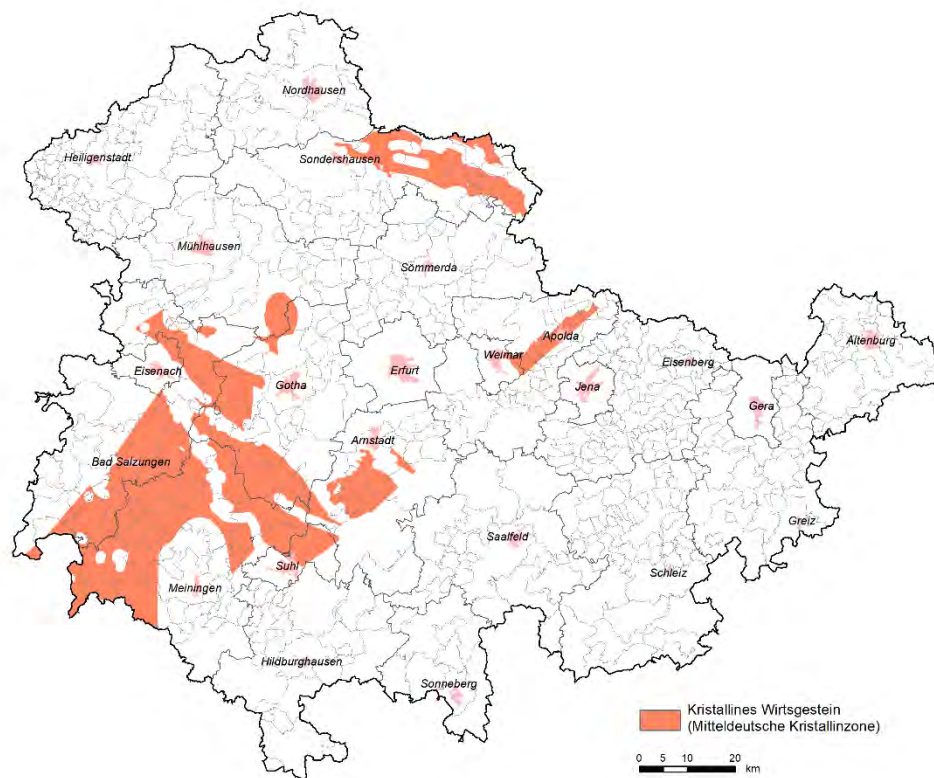 Nordhausen
Heiligenstadt
Sondershausen
Mühlhausen
Sömmerda
Apolda
Altenburg
Weimar
Eisenberg
Eisenach
Erfurt
Gotha
Jena
Gera
Arnstadt
Bad Salzungen
Greiz
Saalfeld
Suhl
Schleiz
Meiningen
Hildburghausen
Sonneberg
Kristallines Wirtsgestein
(Mitteldeutsche Kristallinzone)
0 5 10 20
km